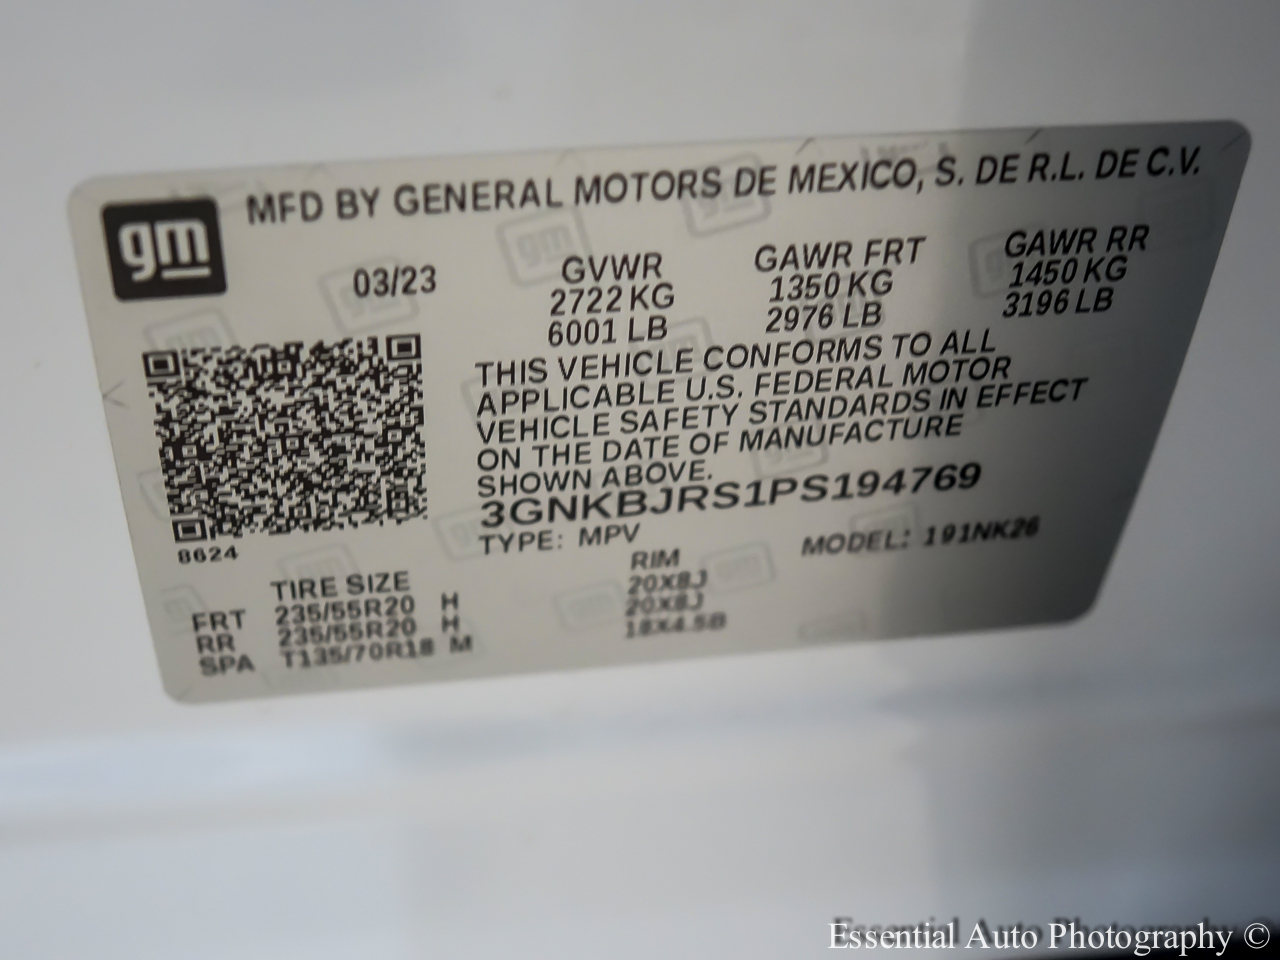 gm MFD BY GENERAL MOTORS DE MEXICO, S. DE R.L. DE C.V.
03/23 GVWR GAWR FRT GAWR RR
2722 KG 1350 KG 1450 KG
6001 LB 2976 LB 3196 LB
THIS VEHICLE CONFORMS TO ALL
APPLICABLE U.S. FEDERAL MOTOR
VEHICLE SAFETY STANDARDS IN EFFECT
ON THE DATE OF MANUFACTURE
SHOWN ABOVE.
3GNKBJRS1PS194769
8624 TYPE: MPV MODEL: 191NK26
TIRE SIZE RIM
FRT 235/55R20 H 20X8J
RR 235/55R20 H 20X8J
SPA T135/70R18 M 18X4.5B
Essential Auto Photography ©